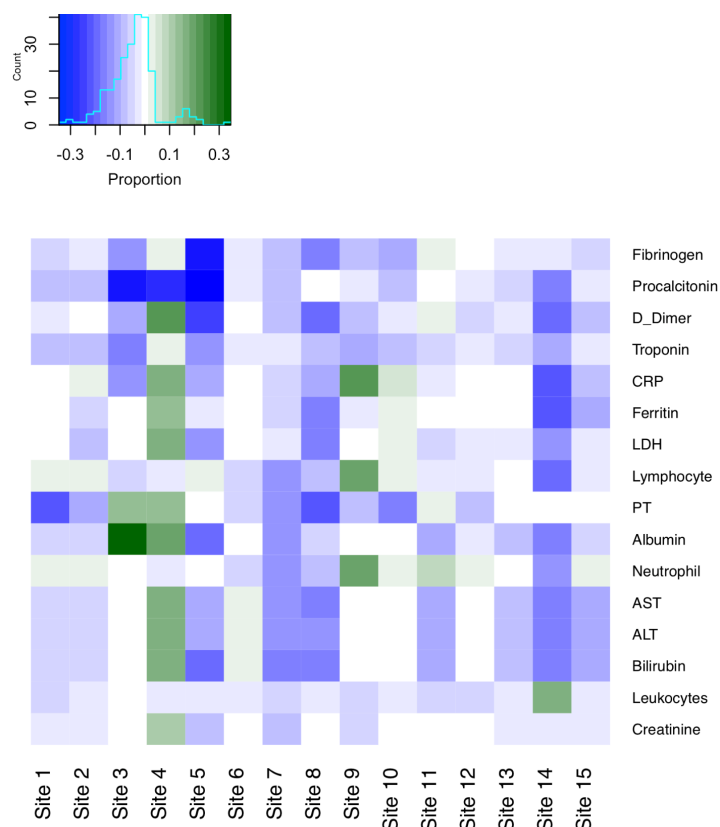 Count
30
10
0
-0.3 -0.1 0.1 0.3
Proportion
Fibrinogen
Procalcitonin
D_Dimer
Troponin
CRP
Ferritin
LDH
Lymphocyte
PT
Albumin
Neutrophil
AST
ALT
Bilirubin
Leukocytes
Creatinine
Site 1
Site 2
Site 3
Site 4
Site 5
Site 6
Site 7
Site 8
Site 9
Site 10
Site 11
Site 12
Site 13
Site 14
Site 15